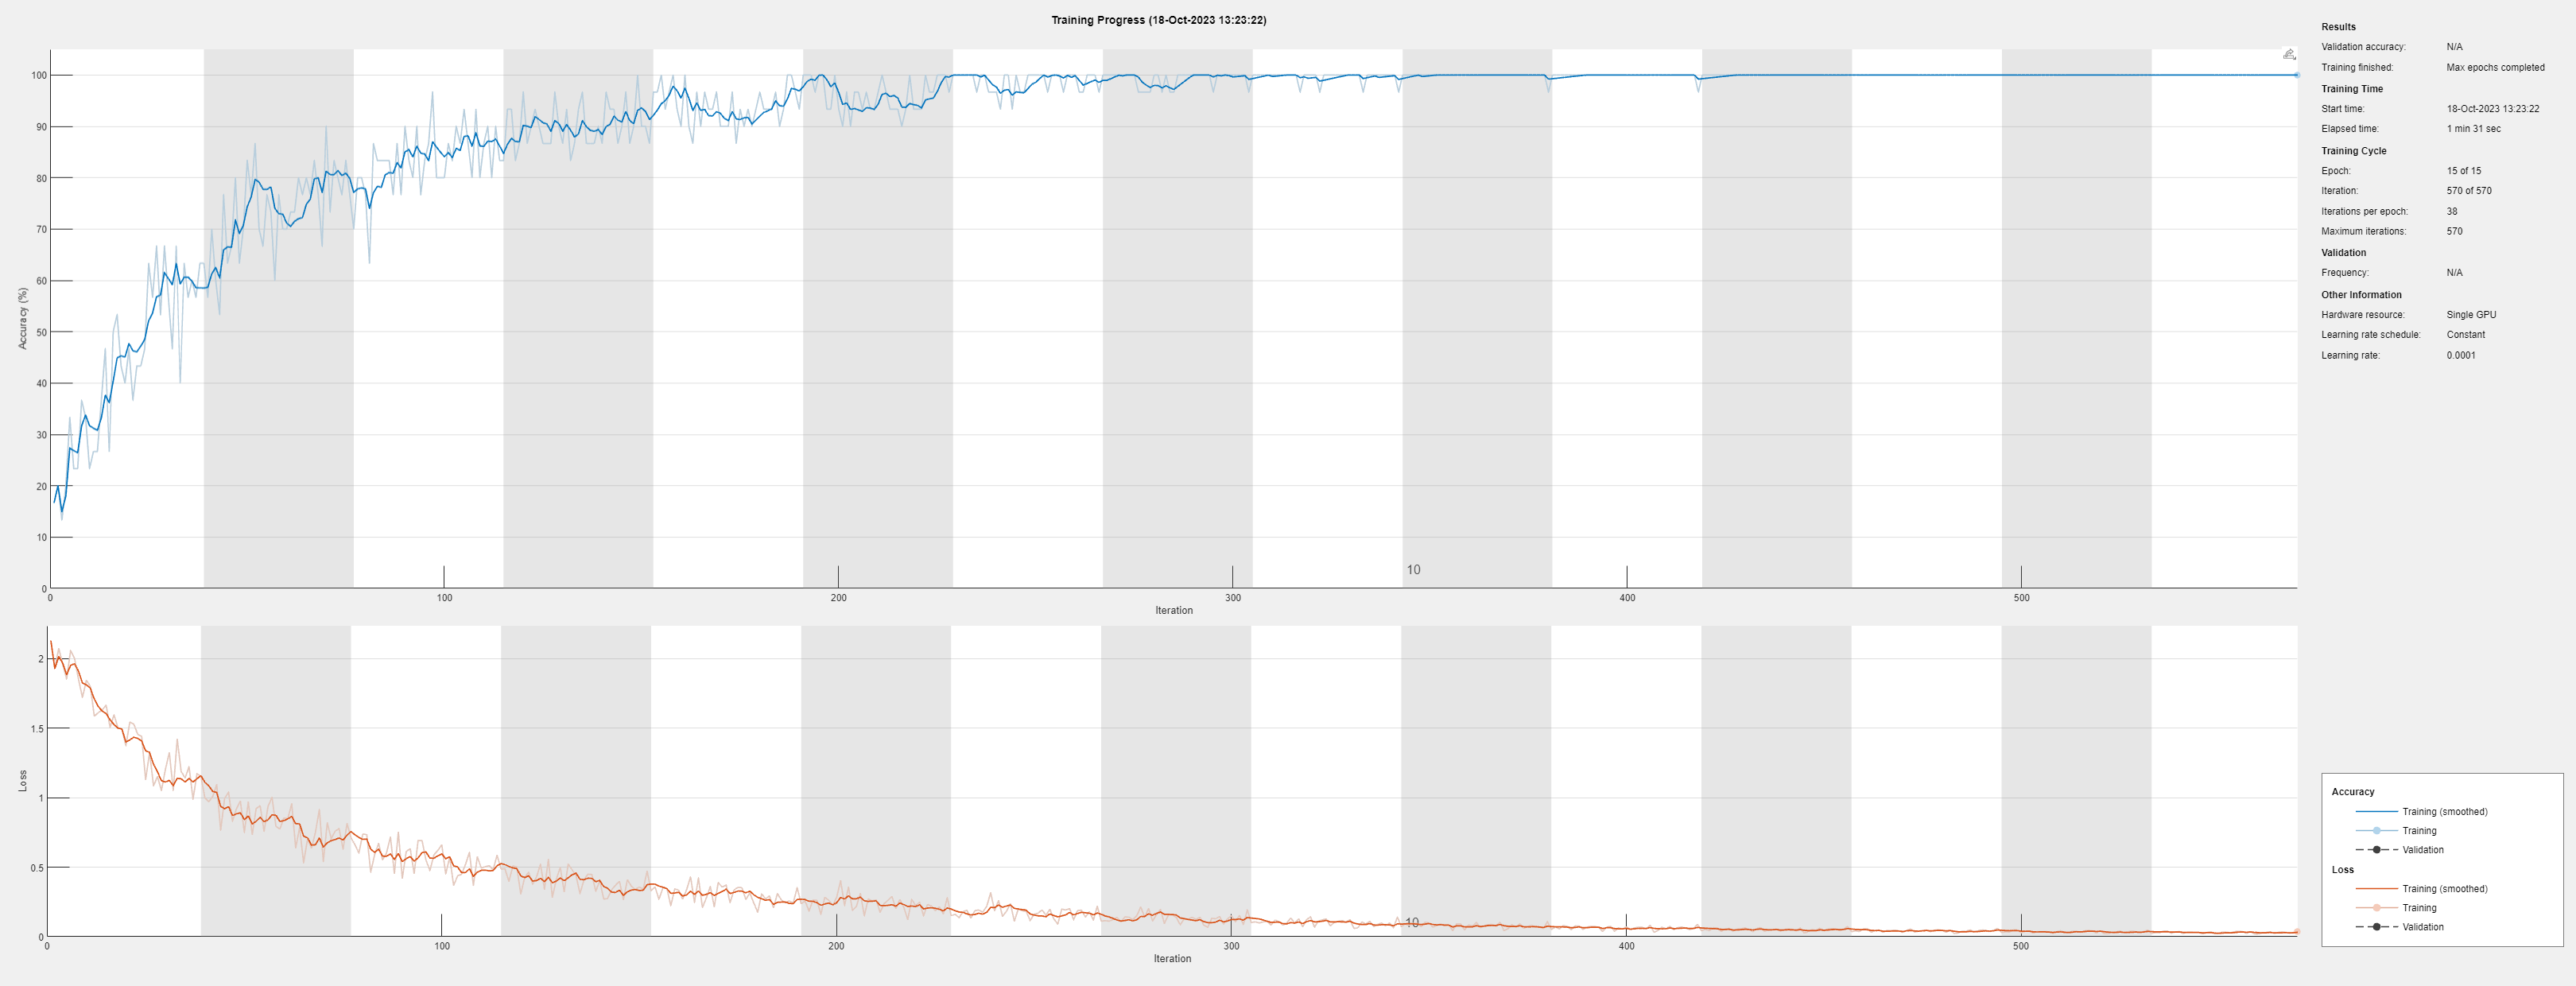 Training Progress (18-Oct-2023 13:23:22)
100
90
80
70
60
50
40
30
20
10
0
Accuracy (%)
10
0 100 200 300 400 500
Iteration
2
1.5
1
0.5
0
Loss
10
0 100 200 300 400 500
Iteration
Results
Validation accuracy: N/A
Training finished: Max epochs completed
Training Time
Start time: 18-Oct-2023 13:23:22
Elapsed time: 1 min 31 sec
Training Cycle
Epoch: 15 of 15
Iteration: 570 of 570
Iterations per epoch: 38
Maximum iterations: 570
Validation
Frequency: N/A
Other Information
Hardware resource: Single GPU
Learning rate schedule: Constant
Learning rate: 0.0001
Accuracy
Training (smoothed)
Training
Validation
Loss
Training (smoothed)
Training
Validation